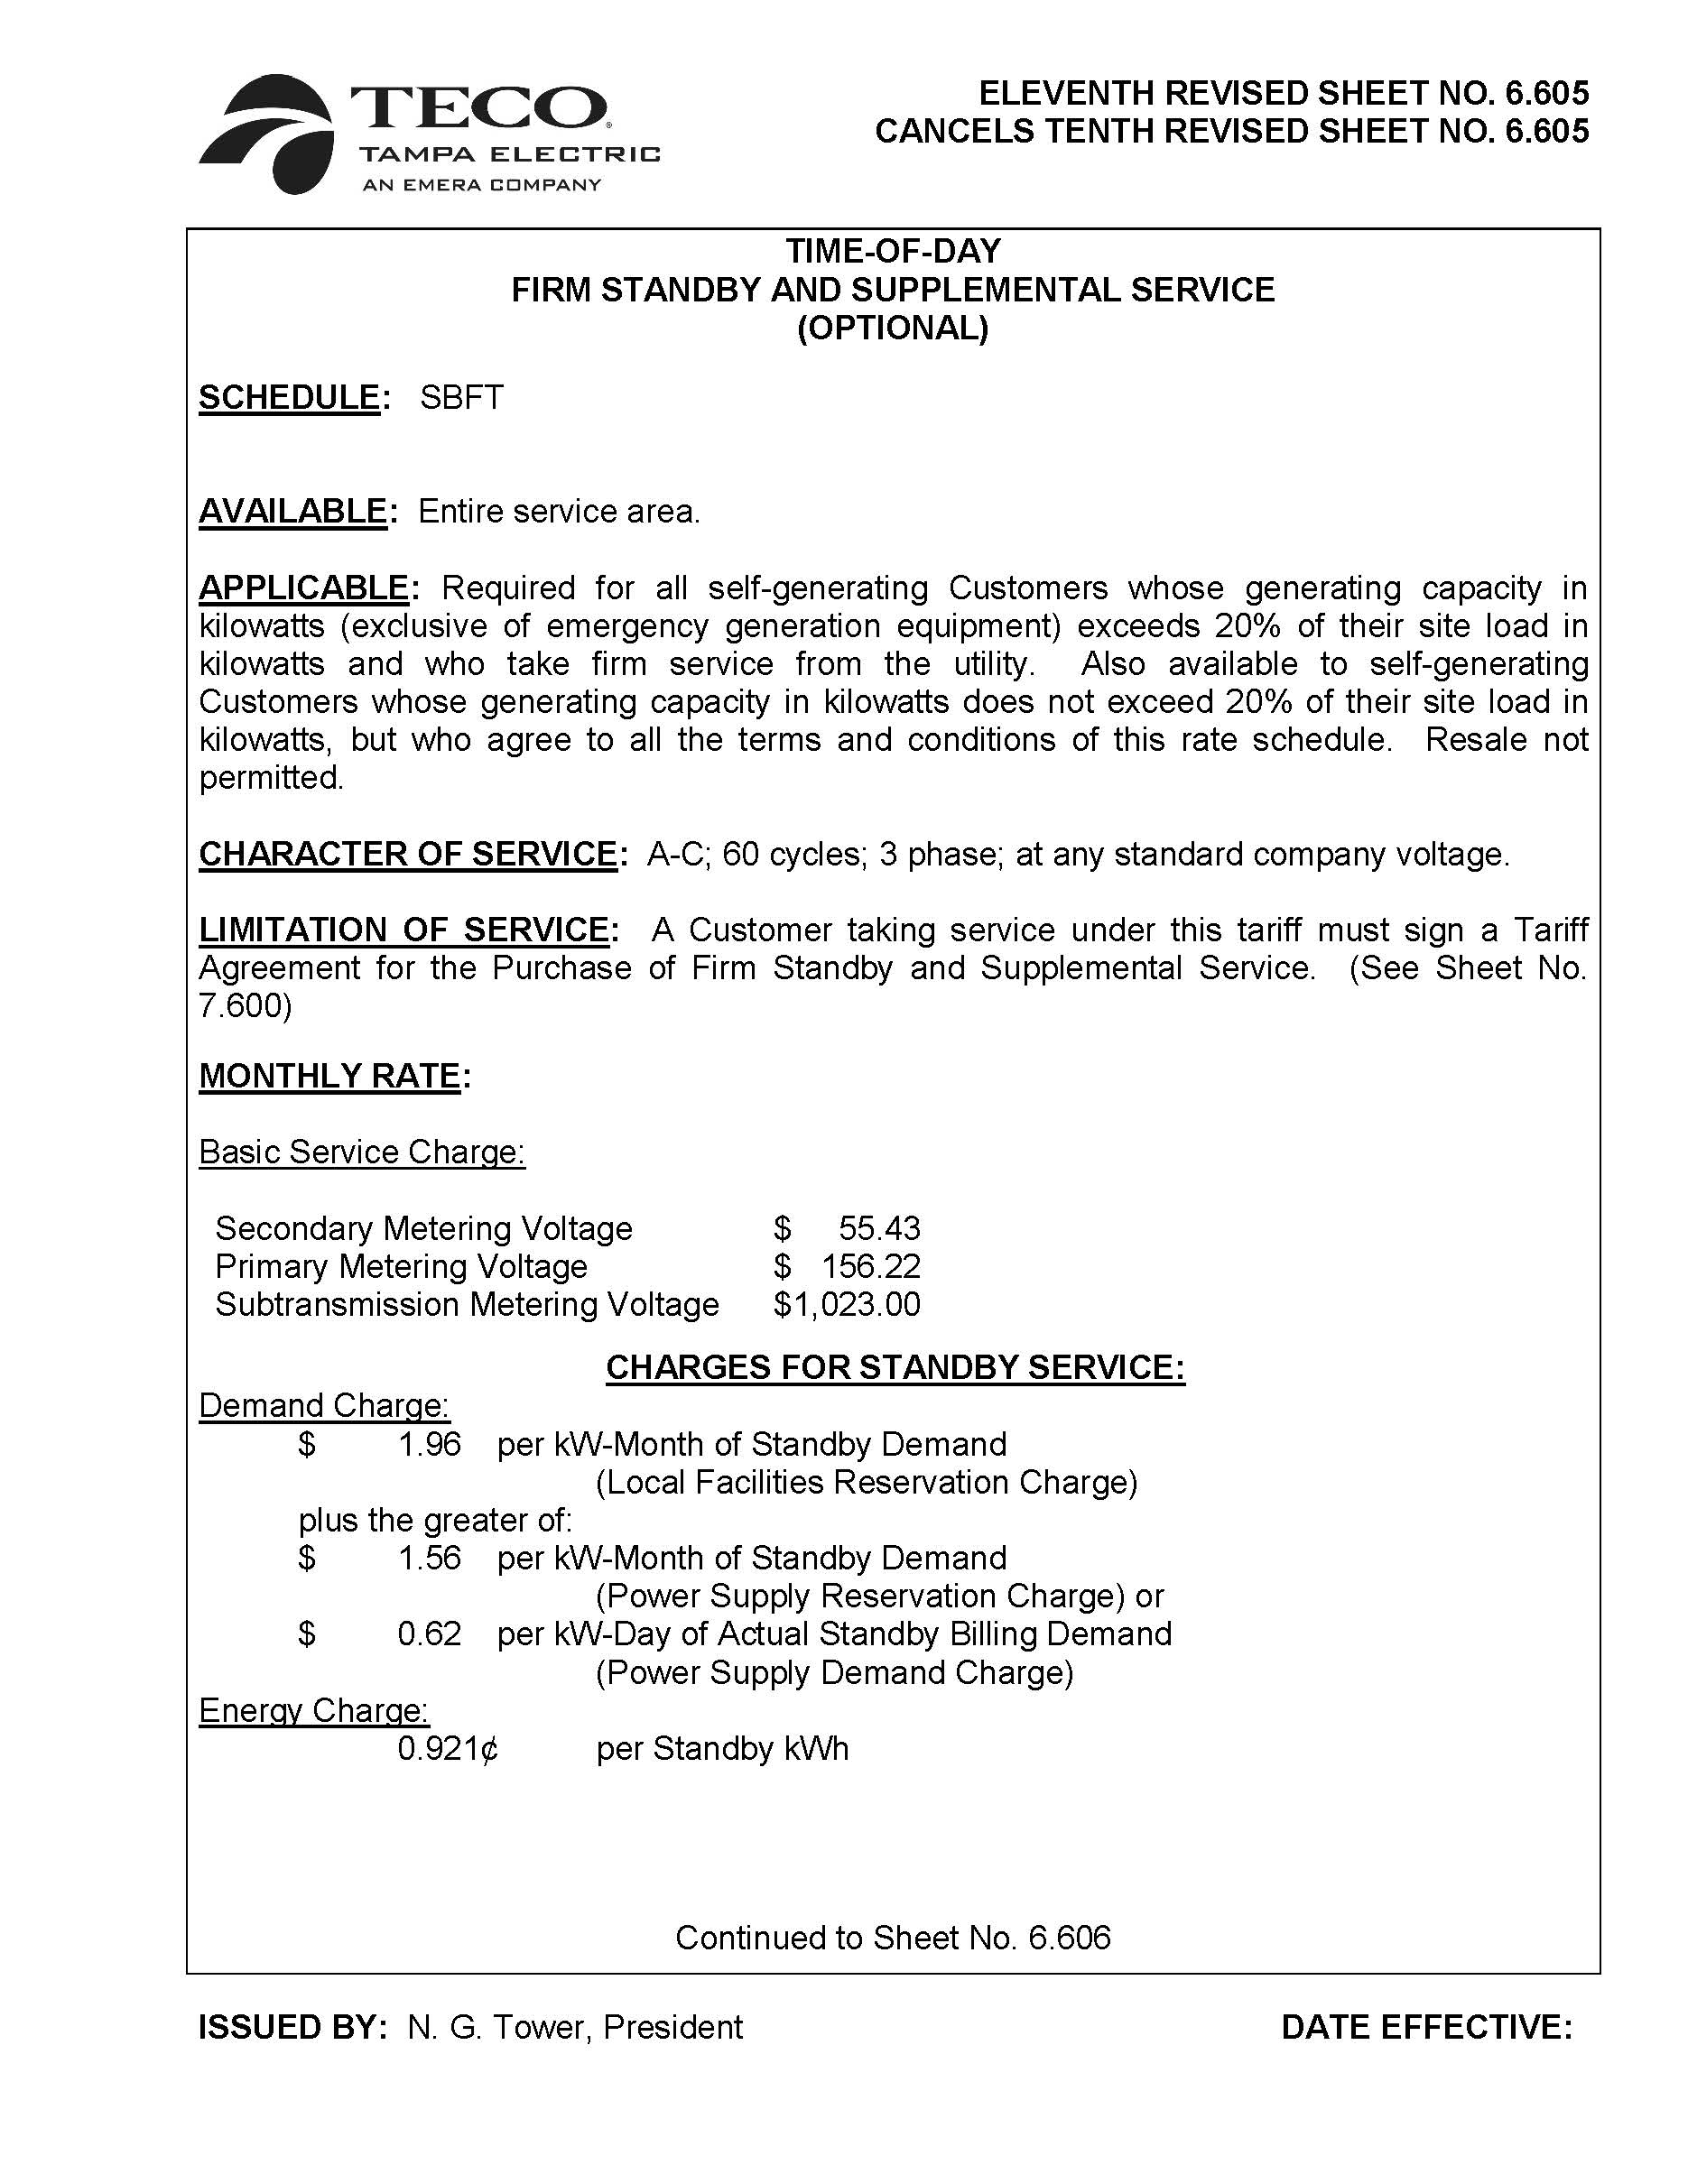 TECO®
TAMPA ELECTRIC
AN EMERA COMPANY
ELEVENTH REVISED SHEET NO. 6.605
CANCELS TENTH REVISED SHEET NO. 6.605
TIME-OF-DAY
FIRM STANDBY AND SUPPLEMENTAL SERVICE
(OPTIONAL)
SCHEDULE: SBFT
AVAILABLE: Entire service area.
APPLICABLE: Required for all self-generating Customers whose generating capacity in
kilowatts (exclusive of emergency generation equipment) exceeds 20% of their site load in
kilowatts and who take firm service from the utility. Also available to self-generating
Customers whose generating capacity in kilowatts does not exceed 20% of their site load in
kilowatts, but who agree to all the terms and conditions of this rate schedule. Resale not
permitted.
CHARACTER OF SERVICE: A-C; 60 cycles; 3 phase; at any standard company voltage.
LIMITATION OF SERVICE: A Customer taking service under this tariff must sign a Tariff
Agreement for the Purchase of Firm Standby and Supplemental Service. (See Sheet No.
7.600)
MONTHLY RATE:
Basic Service Charge:
Secondary Metering Voltage $ 55.43
Primary Metering Voltage $ 156.22
Subtransmission Metering Voltage $1,023.00
CHARGES FOR STANDBY SERVICE:
Demand Charge:
$ 1.96 per kW-Month of Standby Demand
(Local Facilities Reservation Charge)
plus the greater of:
$ 1.56 per kW-Month of Standby Demand
(Power Supply Reservation Charge) or
$ 0.62 per kW-Day of Actual Standby Billing Demand
(Power Supply Demand Charge)
Energy Charge:
0.921¢ per Standby kWh
Continued to Sheet No. 6.606
ISSUED BY: N. G. Tower, President DATE EFFECTIVE: